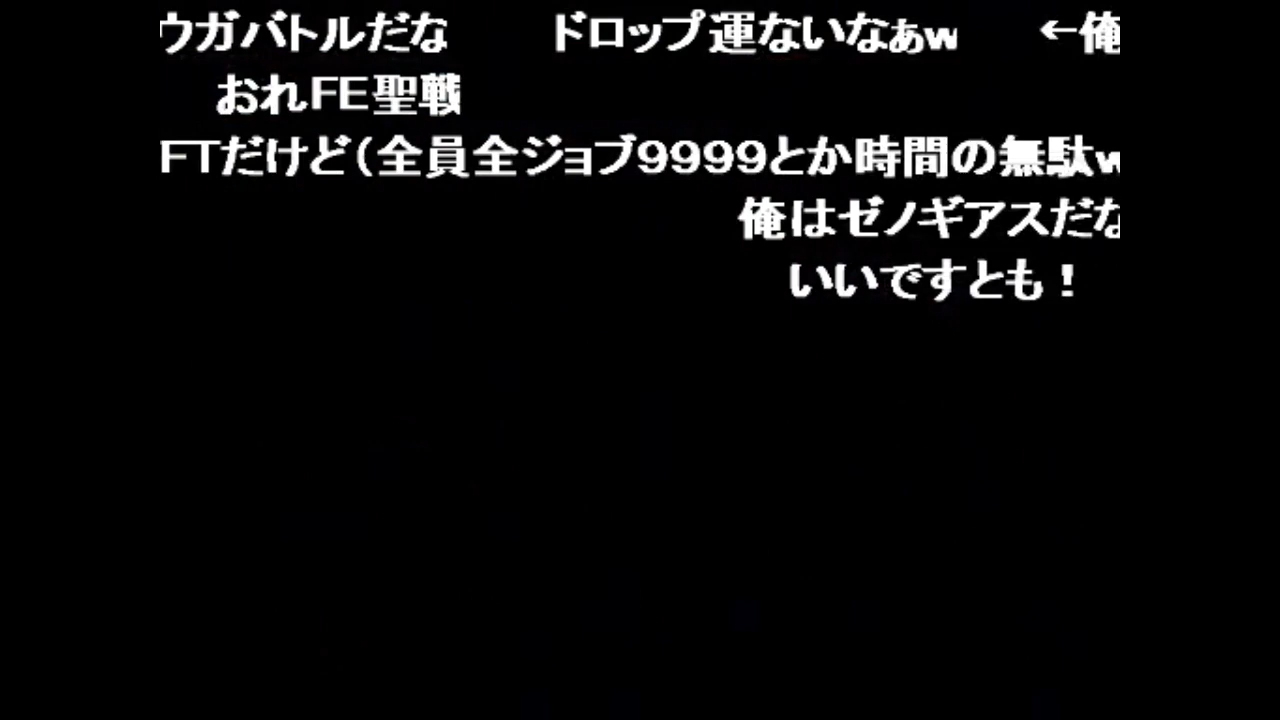 ウガバトルだな ドロップ運ないなぁw ←俺
おれFE聖戦
FTだけど(全員全ジョブ9999とか時間の無駄w
俺はゼノギアスだな
いいですとも！